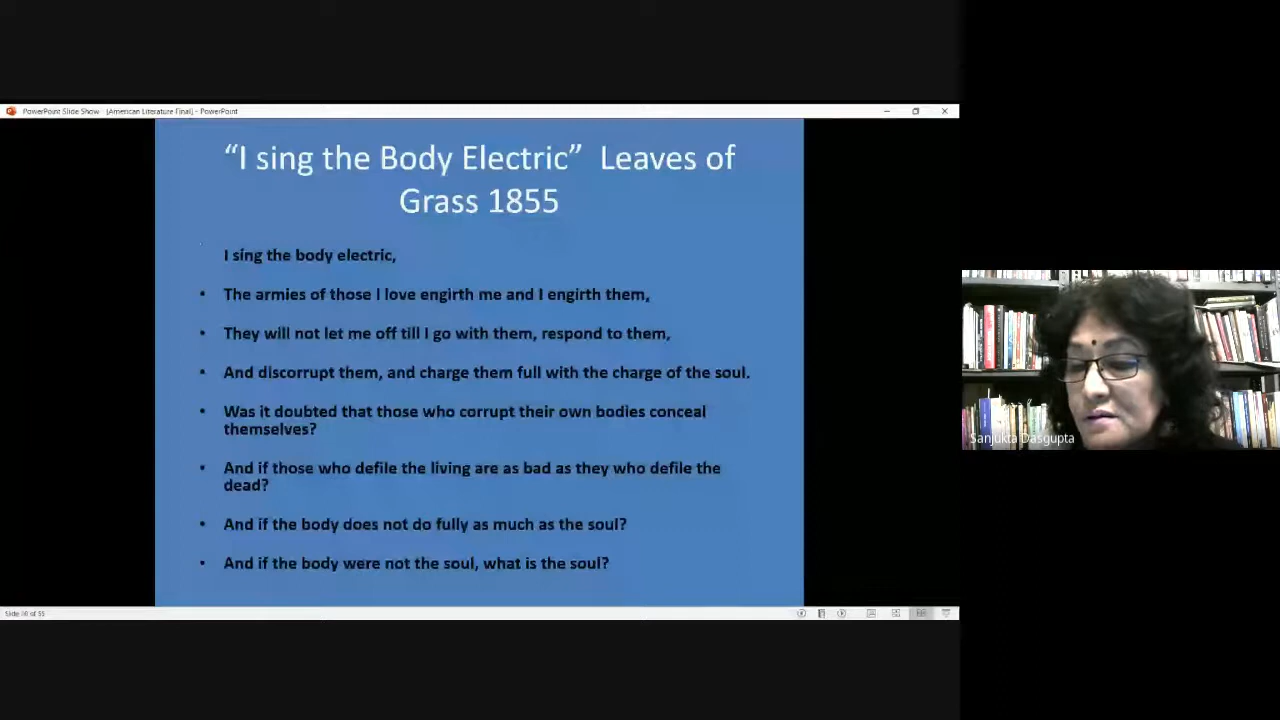 PowerPoint Slide Show - [American Literature Final] - PowerPoint
“I sing the Body Electric” Leaves of
Grass 1855
I sing the body electric,
• The armies of those I love engirth me and I engirth them,
• They will not let me off till I go with them, respond to them,
• And discorrupt them, and charge them full with the charge of the soul.
• Was it doubted that those who corrupt their own bodies conceal
themselves?
• And if those who defile the living are as bad as they who defile the
dead?
• And if the body does not do fully as much as the soul?
• And if the body were not the soul, what is the soul?
Sanjukta Dasgupta
Slide of 55